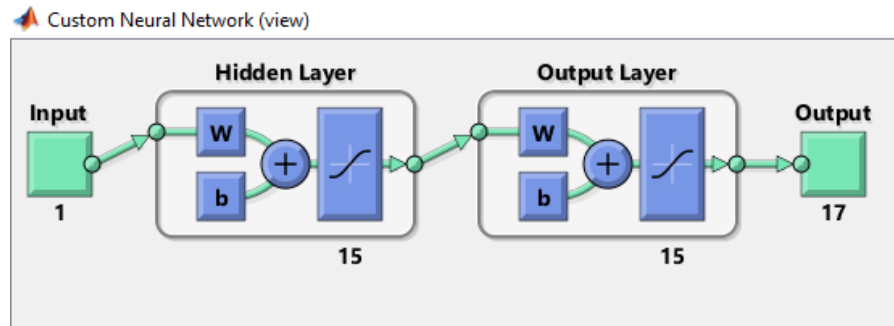 Custom Neural Network (view)
Hidden Layer
Output Layer
Input
Output
W
W
b
b
1
15
15
17